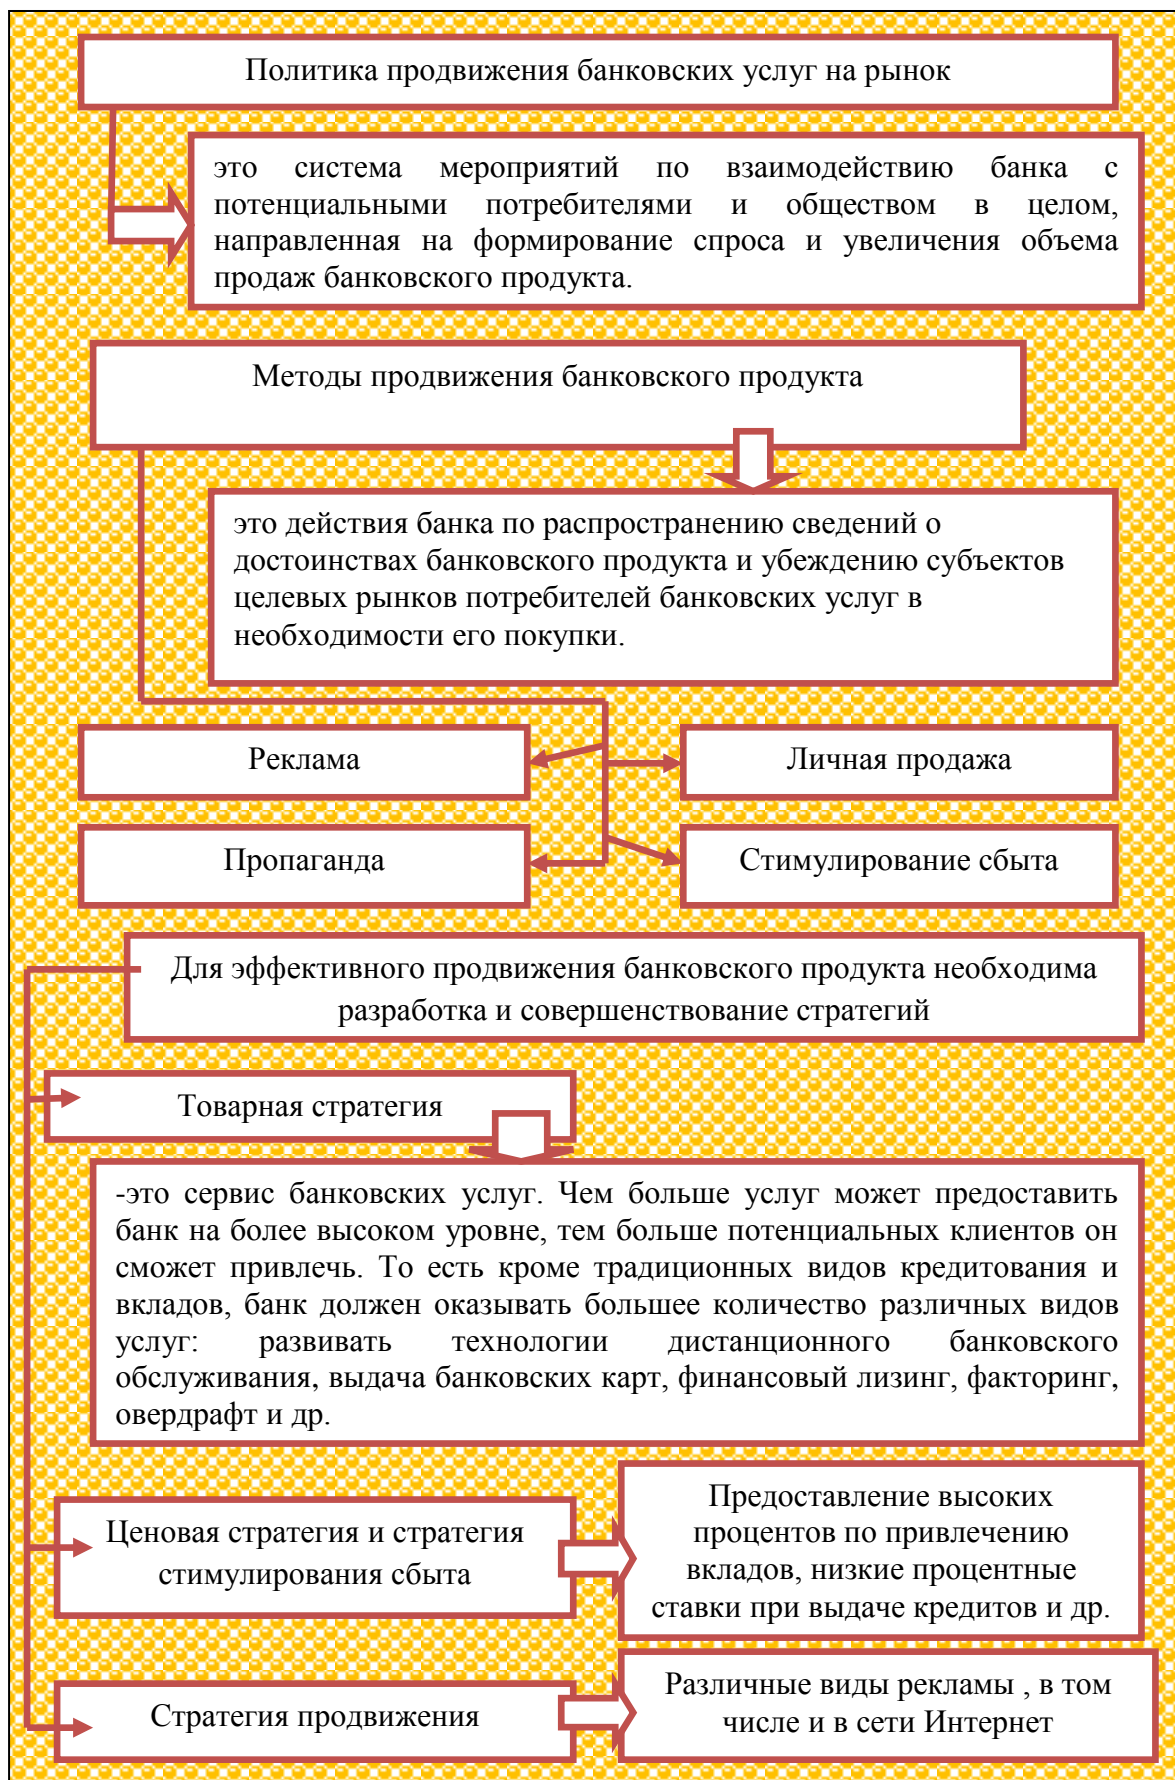 Политика продвижения банковских услуг на рынок
это система мероприятий по взаимодействию банка с
потенциальными потребителями и обществом в целом,
направленная на формирование спроса и увеличения объема
продаж банковского продукта.
Методы продвижения банковского продукта
это действия банка по распространению сведений о
достоинствах банковского продукта и убеждению субъектов
целевых рынков потребителей банковских услуг в
необходимости его покупки.
Реклама
Личная продажа
Пропаганда
Стимулирование сбыта
Для эффективного продвижения банковского продукта необходима
разработка и совершенствование стратегий
Товарная стратегия
-это сервис банковских услуг. Чем больше услуг может предоставить
банк на более высоком уровне, тем больше потенциальных клиентов он
сможет привлечь. То есть кроме традиционных видов кредитования и
вкладов, банк должен оказывать большее количество различных видов
услуг: развивать технологии дистанционного банковского
обслуживания, выдача банковских карт, финансовый лизинг, факторинг,
овердрафт и др.
Ценовая стратегия и стратегия
стимулирования сбыта
Предоставление высоких
процентов по привлечению
вкладов, низкие процентные
ставки при выдаче кредитов и др.
Стратегия продвижения
Различные виды рекламы , в том
числе и в сети Интернет